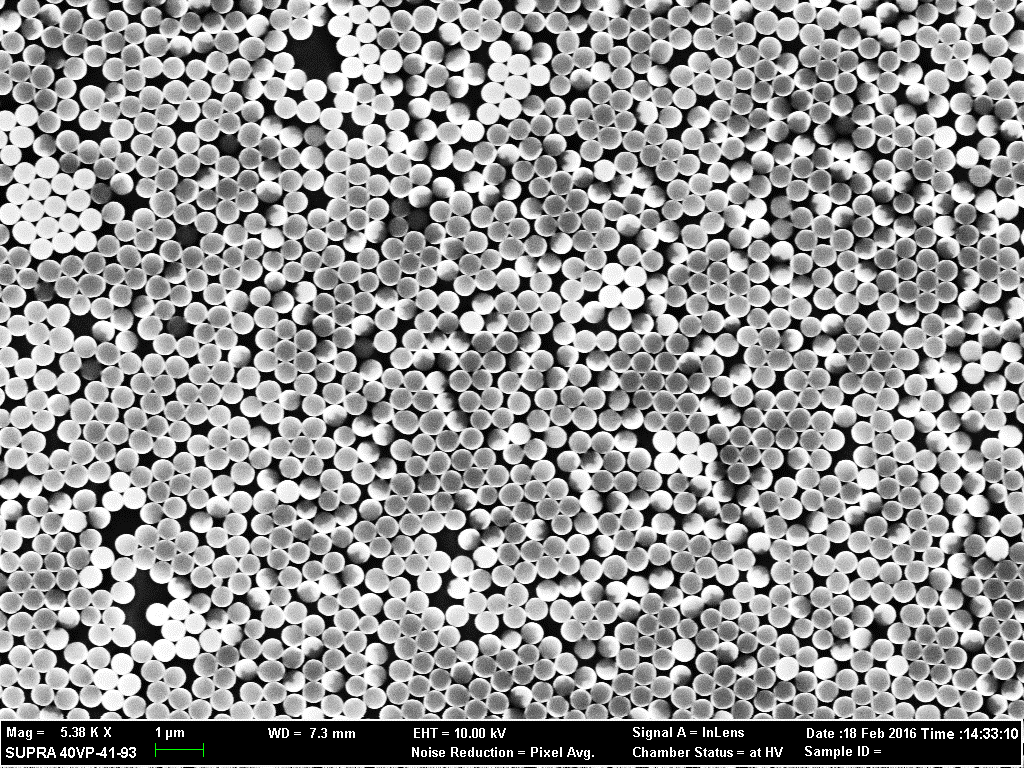 Mag = 5.38 K X 1 µm WD = 7.3 mm EHT = 10.00 kV Signal A = InLens Date :18 Feb 2016 Time :14:33:10
SUPRA 40VP-41-93 Noise Reduction = Pixel Avg. Chamber Status = at HV Sample ID =